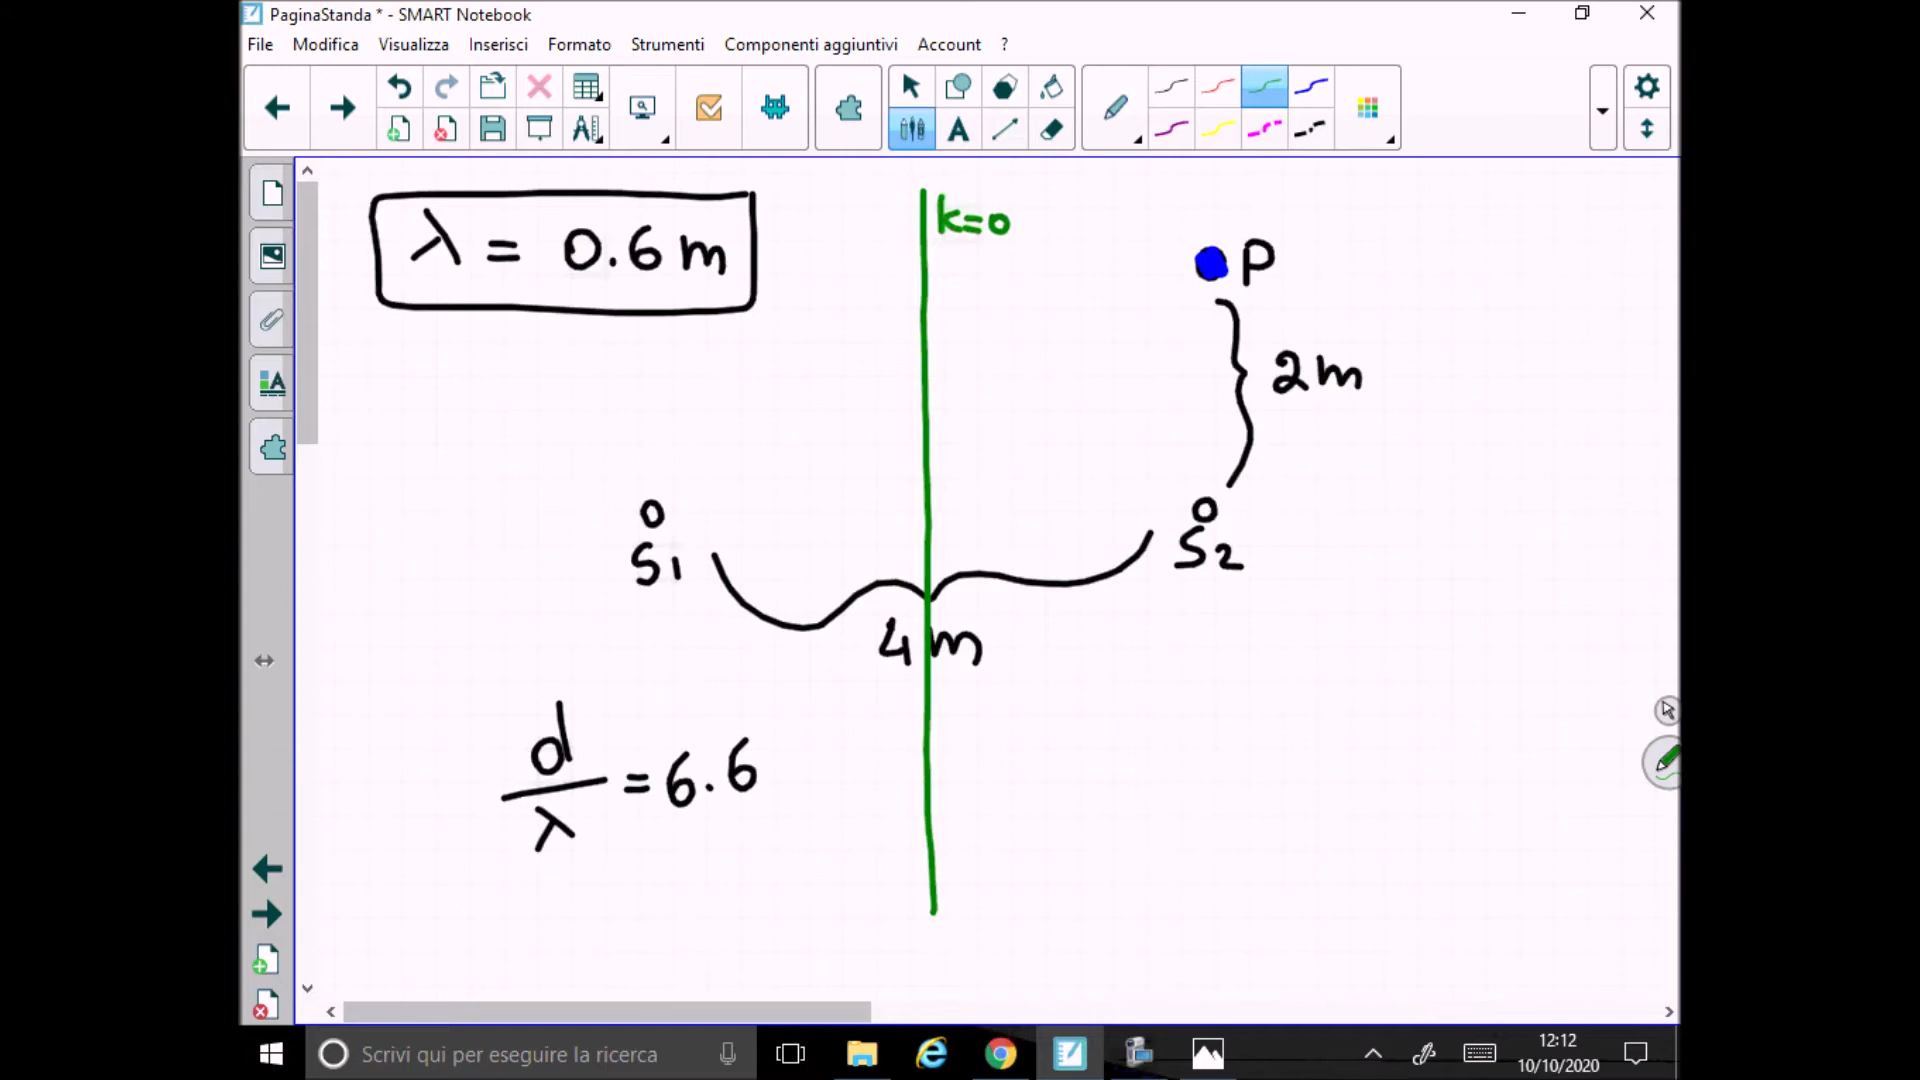 PaginaStanda * - SMART Notebook
File Modifica Visualizza Inserisci Formato Strumenti Componenti aggiuntivi Account ?
λ = 0.6 m
k=0
P
2m
S1
S2
4 m
d/λ = 6.6
Scrivi qui per eseguire la ricerca
12:12
10/10/2020